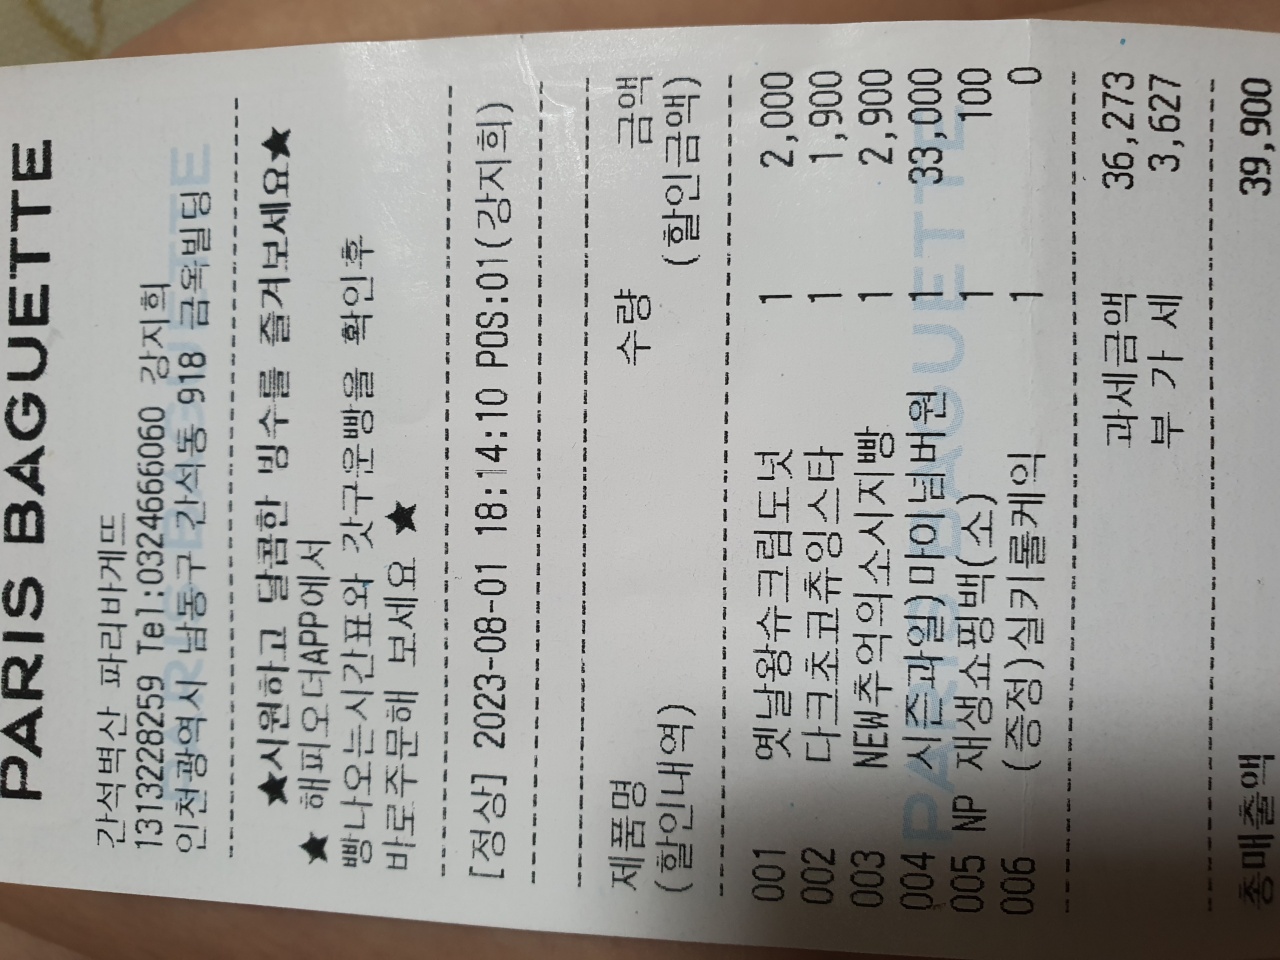 PARIS BAGUETTE
간석벽산 파리바게뜨
1313228259 Tel:0324666060 강지희
인천광역시 남동구 간석동 918 금옥빌딩
★시원하고 달콤한 빙수를 즐겨보세요★
★ 해피오더APP에서
빵나오는시간표와 갓구운빵을 확인후
바로주문해 보세요 ★
[정상] 2023-08-01 18:14:10 POS:01(강지희)
제품명 수량 금액
(할인내역) (할인금액)
001 옛날왕슈크림도넛 1 2,000
002 다크초코츄잉스타 1 1,900
003 NEW추억의소시지빵 1 2,900
004 시즌과일)마이넘버원 1 33,000
005 NP 재생쇼핑백(소) 1 100
006 (증정)실키롤케익 1 0
과세금액 36,273
부 가 세 3,627
총매출액 39,900
PARIS BAGUETTE
PARIS BAGUETTE